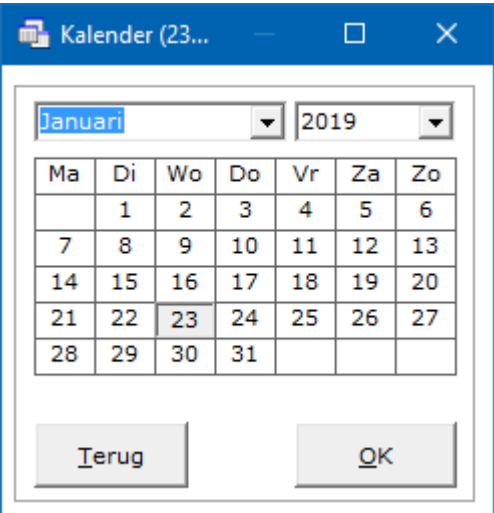 Kalender (23...
Januari 2019
Ma Di Wo Do Vr Za Zo
1 2 3 4 5 6
7 8 9 10 11 12 13
14 15 16 17 18 19 20
21 22 23 24 25 26 27
28 29 30 31
Terug OK